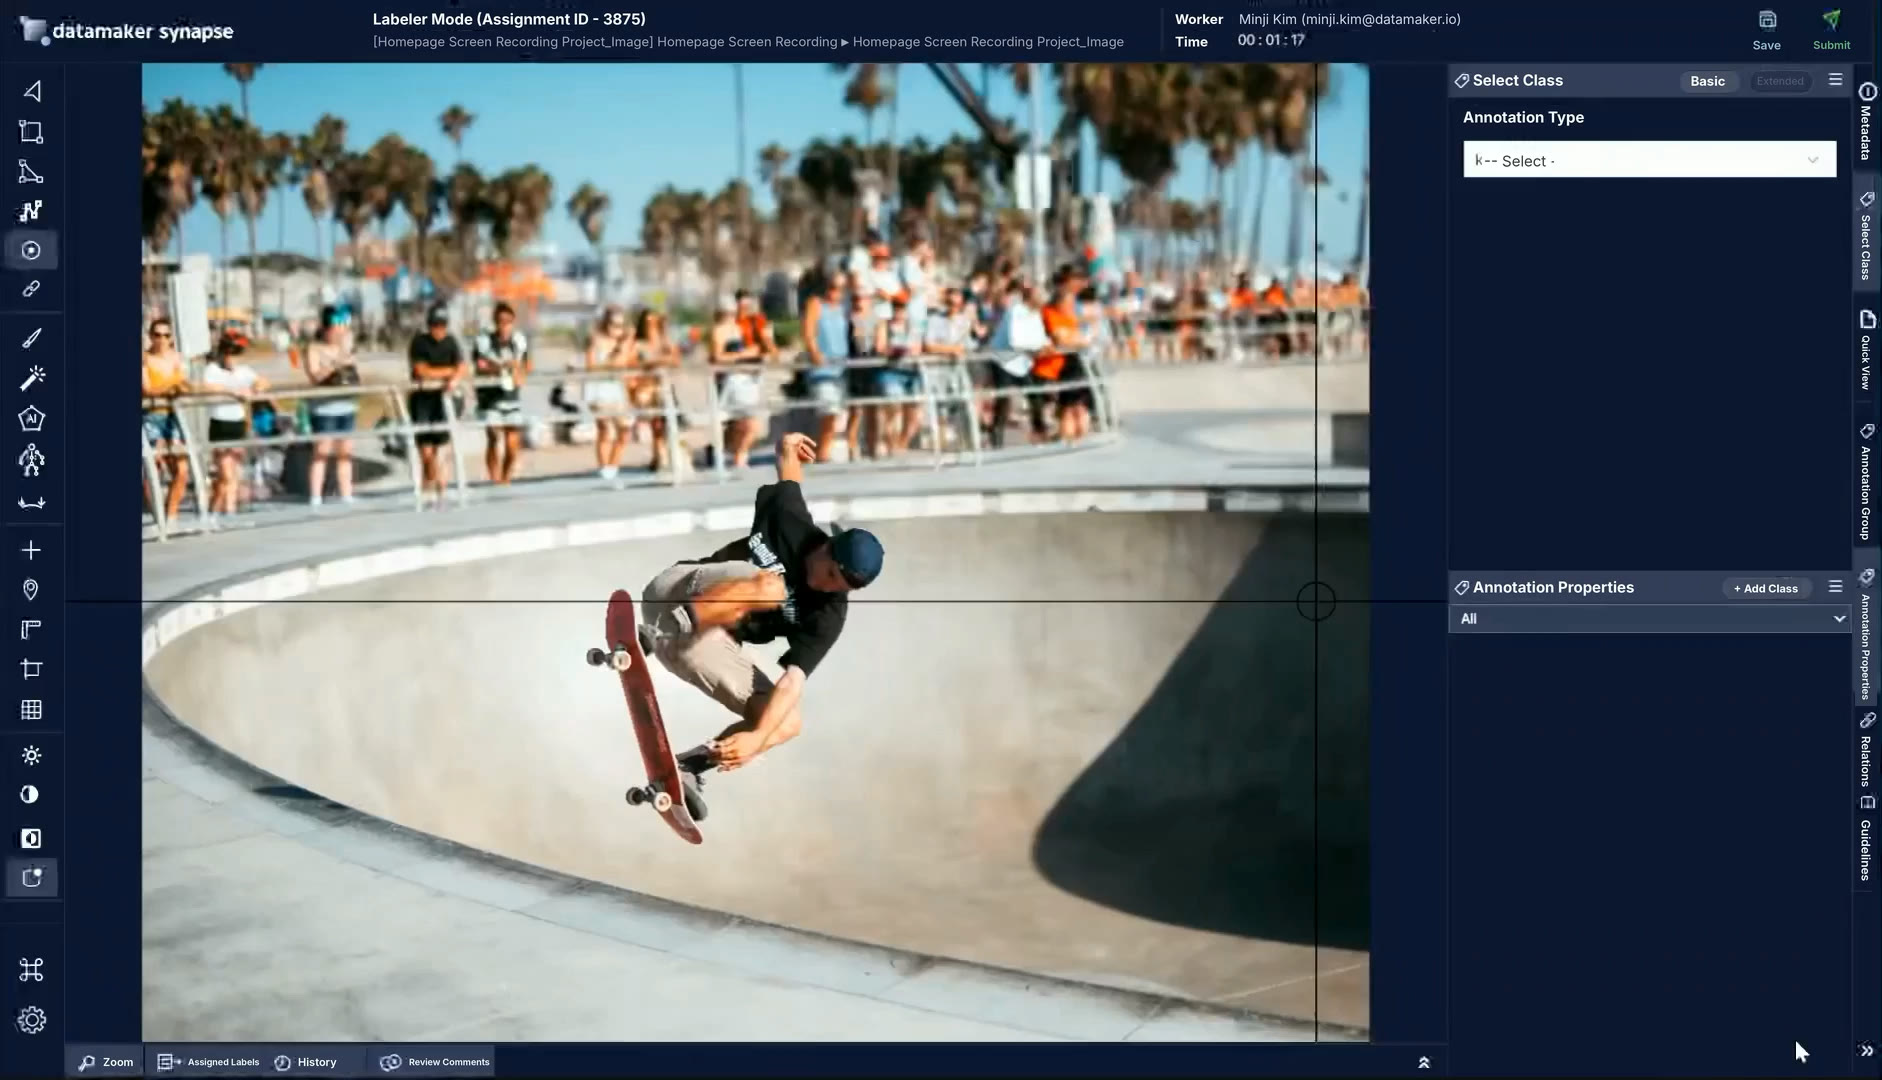 datamaker synapse
Labeler Mode (Assignment ID - 3875)
[Homepage Screen Recording Project_Image] Homepage Screen Recording ▸ Homepage Screen Recording Project_Image
Worker Minji Kim (minji.kim@datamaker.io)
Time 00 : 01 : 17
Save
Submit
Select Class
Basic
Extended
Annotation Type
k-- Select -
Annotation Properties
+ Add Class
All
Metadata
Select Class
Quick View
Annotation Group
Annotation Properties
Relations
Guidelines
AI
Zoom
Assigned Labels
History
Review Comments